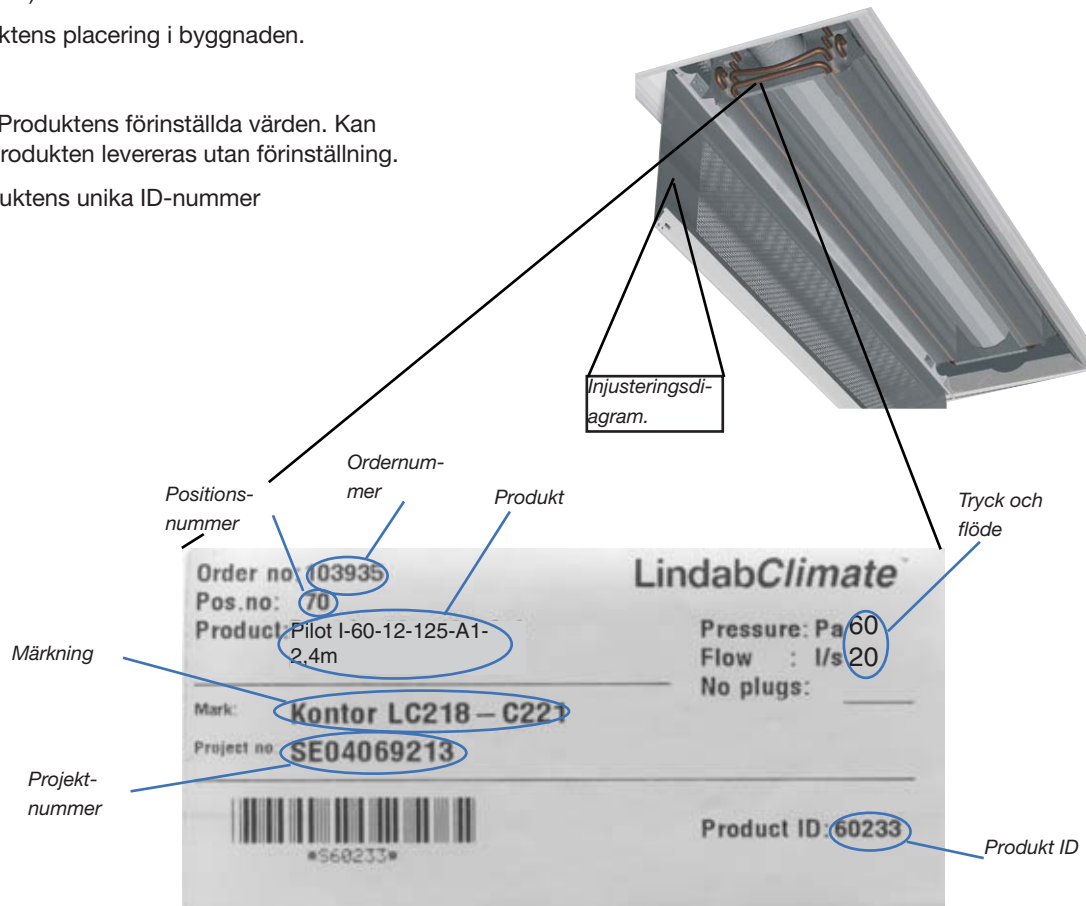 ktens placering i byggnaden.
Produktens förinställda värden. Kan
rodukten levereras utan förinställning.
uktens unika ID-nummer
Injusteringsdi-
agram.
Ordernum-
mer
Positions-
nummer
Produkt
Tryck och
flöde
Order no: 103935
LindabClimate™
Pos.no: 70
Product: Pilot I-60-12-125-A1-
2,4m
Pressure: Pa 60
Flow : l/s 20
No plugs:
Märkning
Mark: Kontor LC218 – C221
Project no SE04069213
Projekt-
nummer
*S60233*
Product ID: 60233
Produkt ID